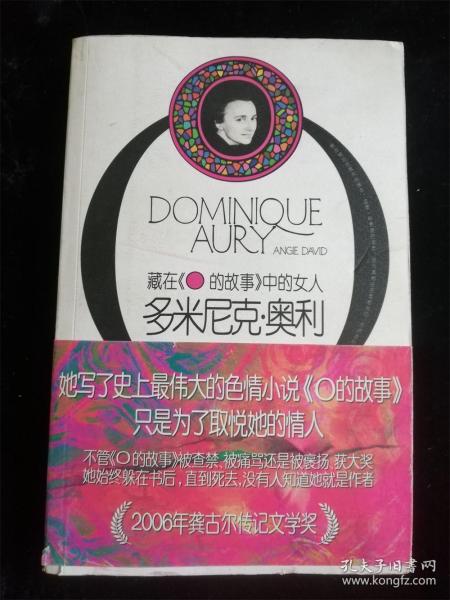 DOMINIQUE
AURY
ANGIE DAVID
藏在《O的故事》中的女人
多米尼克·奥利
她写了史上最伟大的色情小说《O的故事》
只是为了取悦她的情人
不管《O的故事》被查禁、被痛骂还是被褒扬、获大奖
她始终躲在书后，直到死去，没有人知道她就是作者
2006年龚古尔传记文学奖
孔夫子旧书网
www.kongfz.com